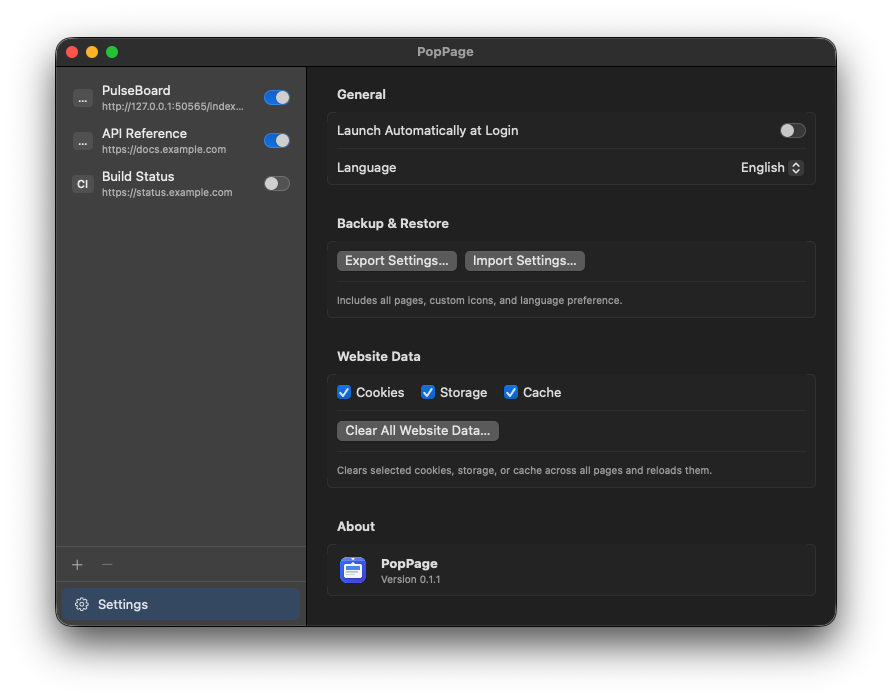 PopPage
...
PulseBoard
http://127.0.0.1:50565/index...
...
API Reference
https://docs.example.com
CI
Build Status
https://status.example.com
Settings
General
Launch Automatically at Login
Language
English
Backup & Restore
Export Settings...
Import Settings...
Includes all pages, custom icons, and language preference.
Website Data
Cookies
Storage
Cache
Clear All Website Data...
Clears selected cookies, storage, or cache across all pages and reloads them.
About
PopPage
Version 0.1.1